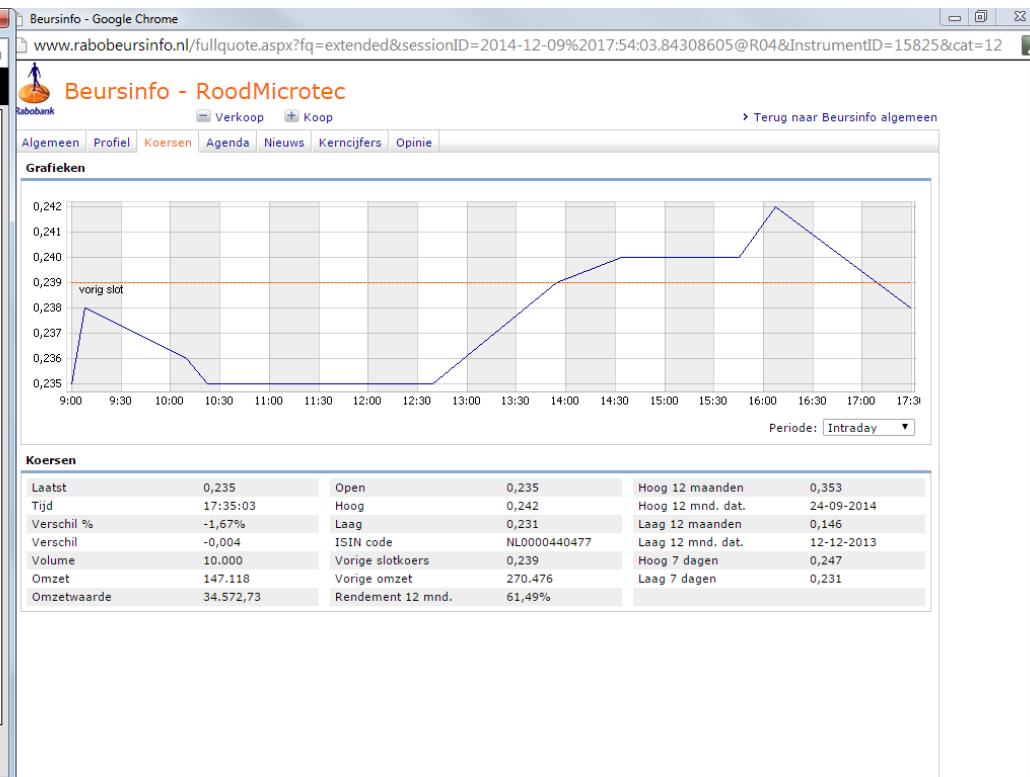 Beursinfo - Google Chrome
www.rabobeursinfo.nl/fullquote.aspx?fq=extended&sessionID=2014-12-09%2017:54:03.84308605@R04&InstrumentID=15825&cat=12
Rabobank
Beursinfo - RoodMicrotec
Verkoop Koop
Terug naar Beursinfo algemeen
Algemeen Profiel Koersen Agenda Nieuws Kerncijfers Opinie
Grafieken
0,242
0,241
0,240
0,239
vorig slot
0,238
0,237
0,236
0,235
9:00 9:30 10:00 10:30 11:00 11:30 12:00 12:30 13:00 13:30 14:00 14:30 15:00 15:30 16:00 16:30 17:00 17:3
Periode: Intraday
Koersen
Laatst 0,235 Open 0,235 Hoog 12 maanden 0,353
Tijd 17:35:03 Hoog 0,242 Hoog 12 mnd. dat. 24-09-2014
Verschil % -1,67% Laag 0,231 Laag 12 maanden 0,146
Verschil -0,004 ISIN code NL0000440477 Laag 12 mnd. dat. 12-12-2013
Volume 10.000 Vorige slotkoers 0,239 Hoog 7 dagen 0,247
Omzet 147.118 Vorige omzet 270.476 Laag 7 dagen 0,231
Omzetwaarde 34.572,73 Rendement 12 mnd. 61,49%